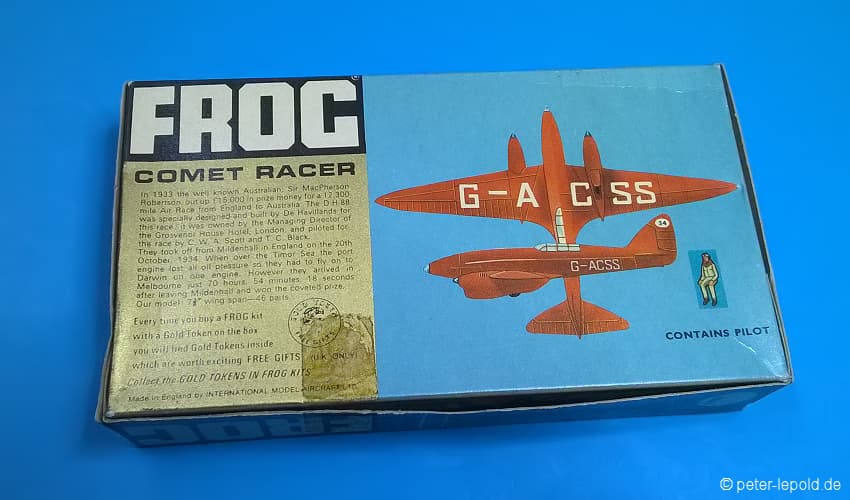 FROG
COMET RACER
In 1933 the well known Australian, Sir MacPherson
Robertson, put up £15,000 in prize money for a 17,300
mile Air Race from England to Australia. The D.H.88
was specially designed and built by De Havillands for
this race. It was owned by the Managing Director of
the Grosvenor House Hotel, London, and piloted for
the race by C. W. A. Scott and T. C. Black.
They took off from Mildenhall in England on the 20th
October, 1934. When over the Timor Sea the port
engine lost all oil pressure so they had to fly on to
Darwin on one engine. However they arrived in
Melbourne just 70 hours, 54 minutes, 18 seconds
after leaving Mildenhall and won the coveted prize.
Our model: wing span—46 parts.
Every time you buy a FROG kit
with a Gold Token on the box
you will find Gold Tokens inside
which are worth exciting FREE GIFTS (U.K. ONLY)
Collect the GOLD TOKENS IN FROG KITS
Made in England by INTERNATIONAL MODEL AIRCRAFT LTD.
GOLD TOKEN
G-ACSS
34
G-ACSS
CONTAINS PILOT
FROG
© peter-lepold.de